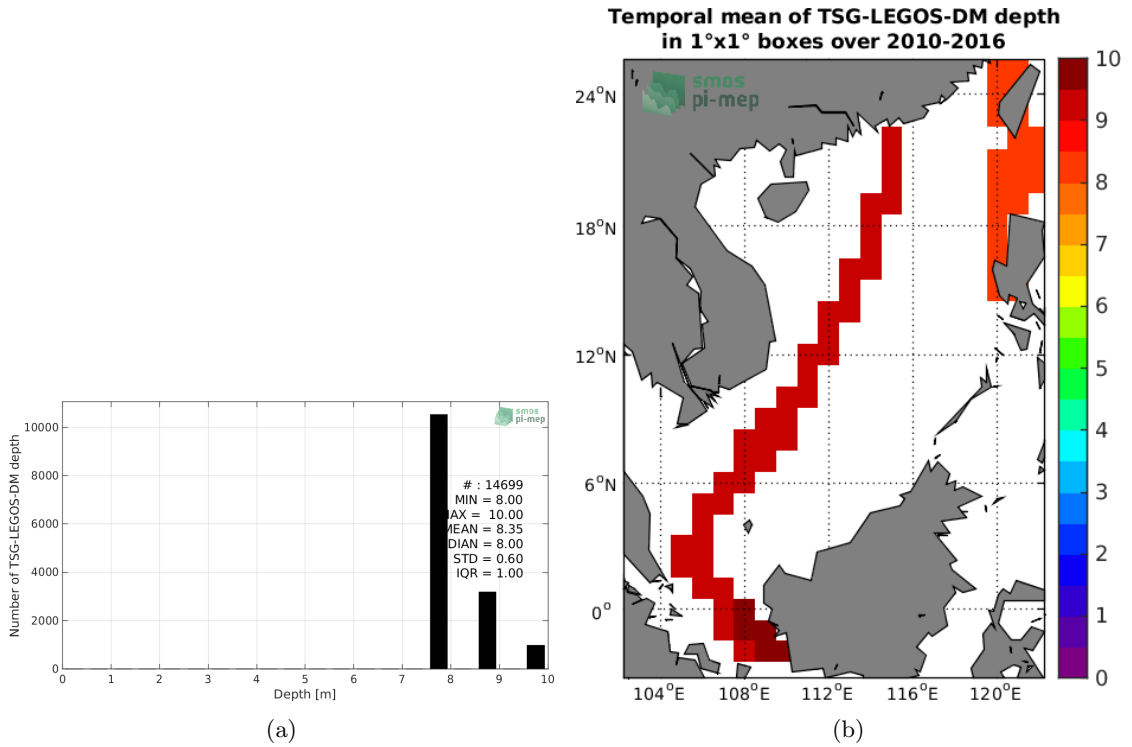 Temporal mean of TSG-LEGOS-DM depth
in 1°x1° boxes over 2010-2016
smos
pi-mep
24°N
18°N
12°N
6°N
0°
104°E 108°E 112°E 116°E 120°E
10
9
8
7
6
5
4
3
2
1
0
(b)
Number of TSG-LEGOS-DM depth
10000
8000
6000
4000
2000
0
smos
pi-mep
# : 14699
MIN = 8.00
AX = 10.00
MEAN = 8.35
DIAN = 8.00
STD = 0.60
IQR = 1.00
0 1 2 3 4 5 6 7 8 9 10
Depth [m]
(a)